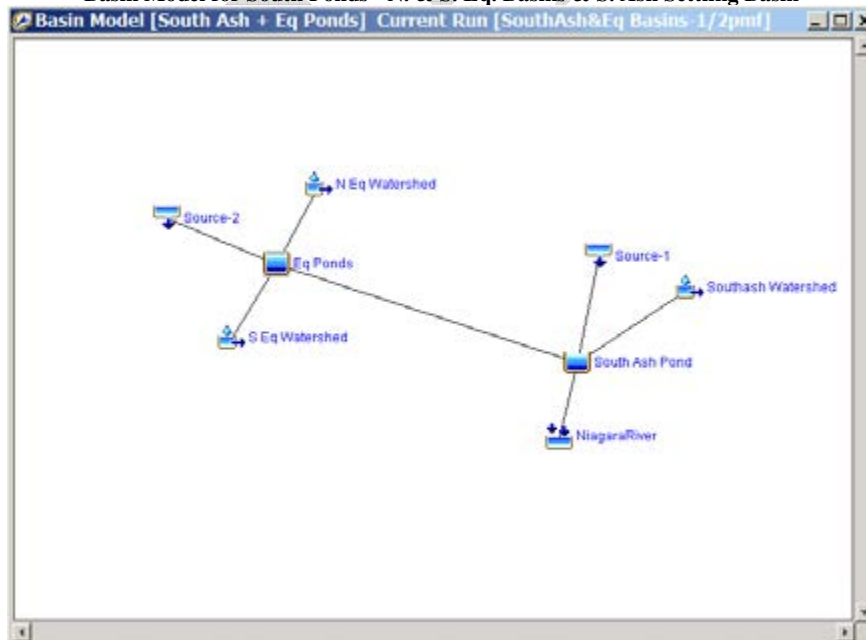 Basin Model for South Ponds - N. & S. Eq. Basins & S. Ash Settling Basin
Basin Model [South Ash + Eq Ponds] Current Run [SouthAsh&Eq Basins-1/2pmf]
N Eq Watershed
Source-2
Eq Ponds
Source-1
Southash Watershed
S Eq Watershed
South Ash Pond
NiagaraRiver